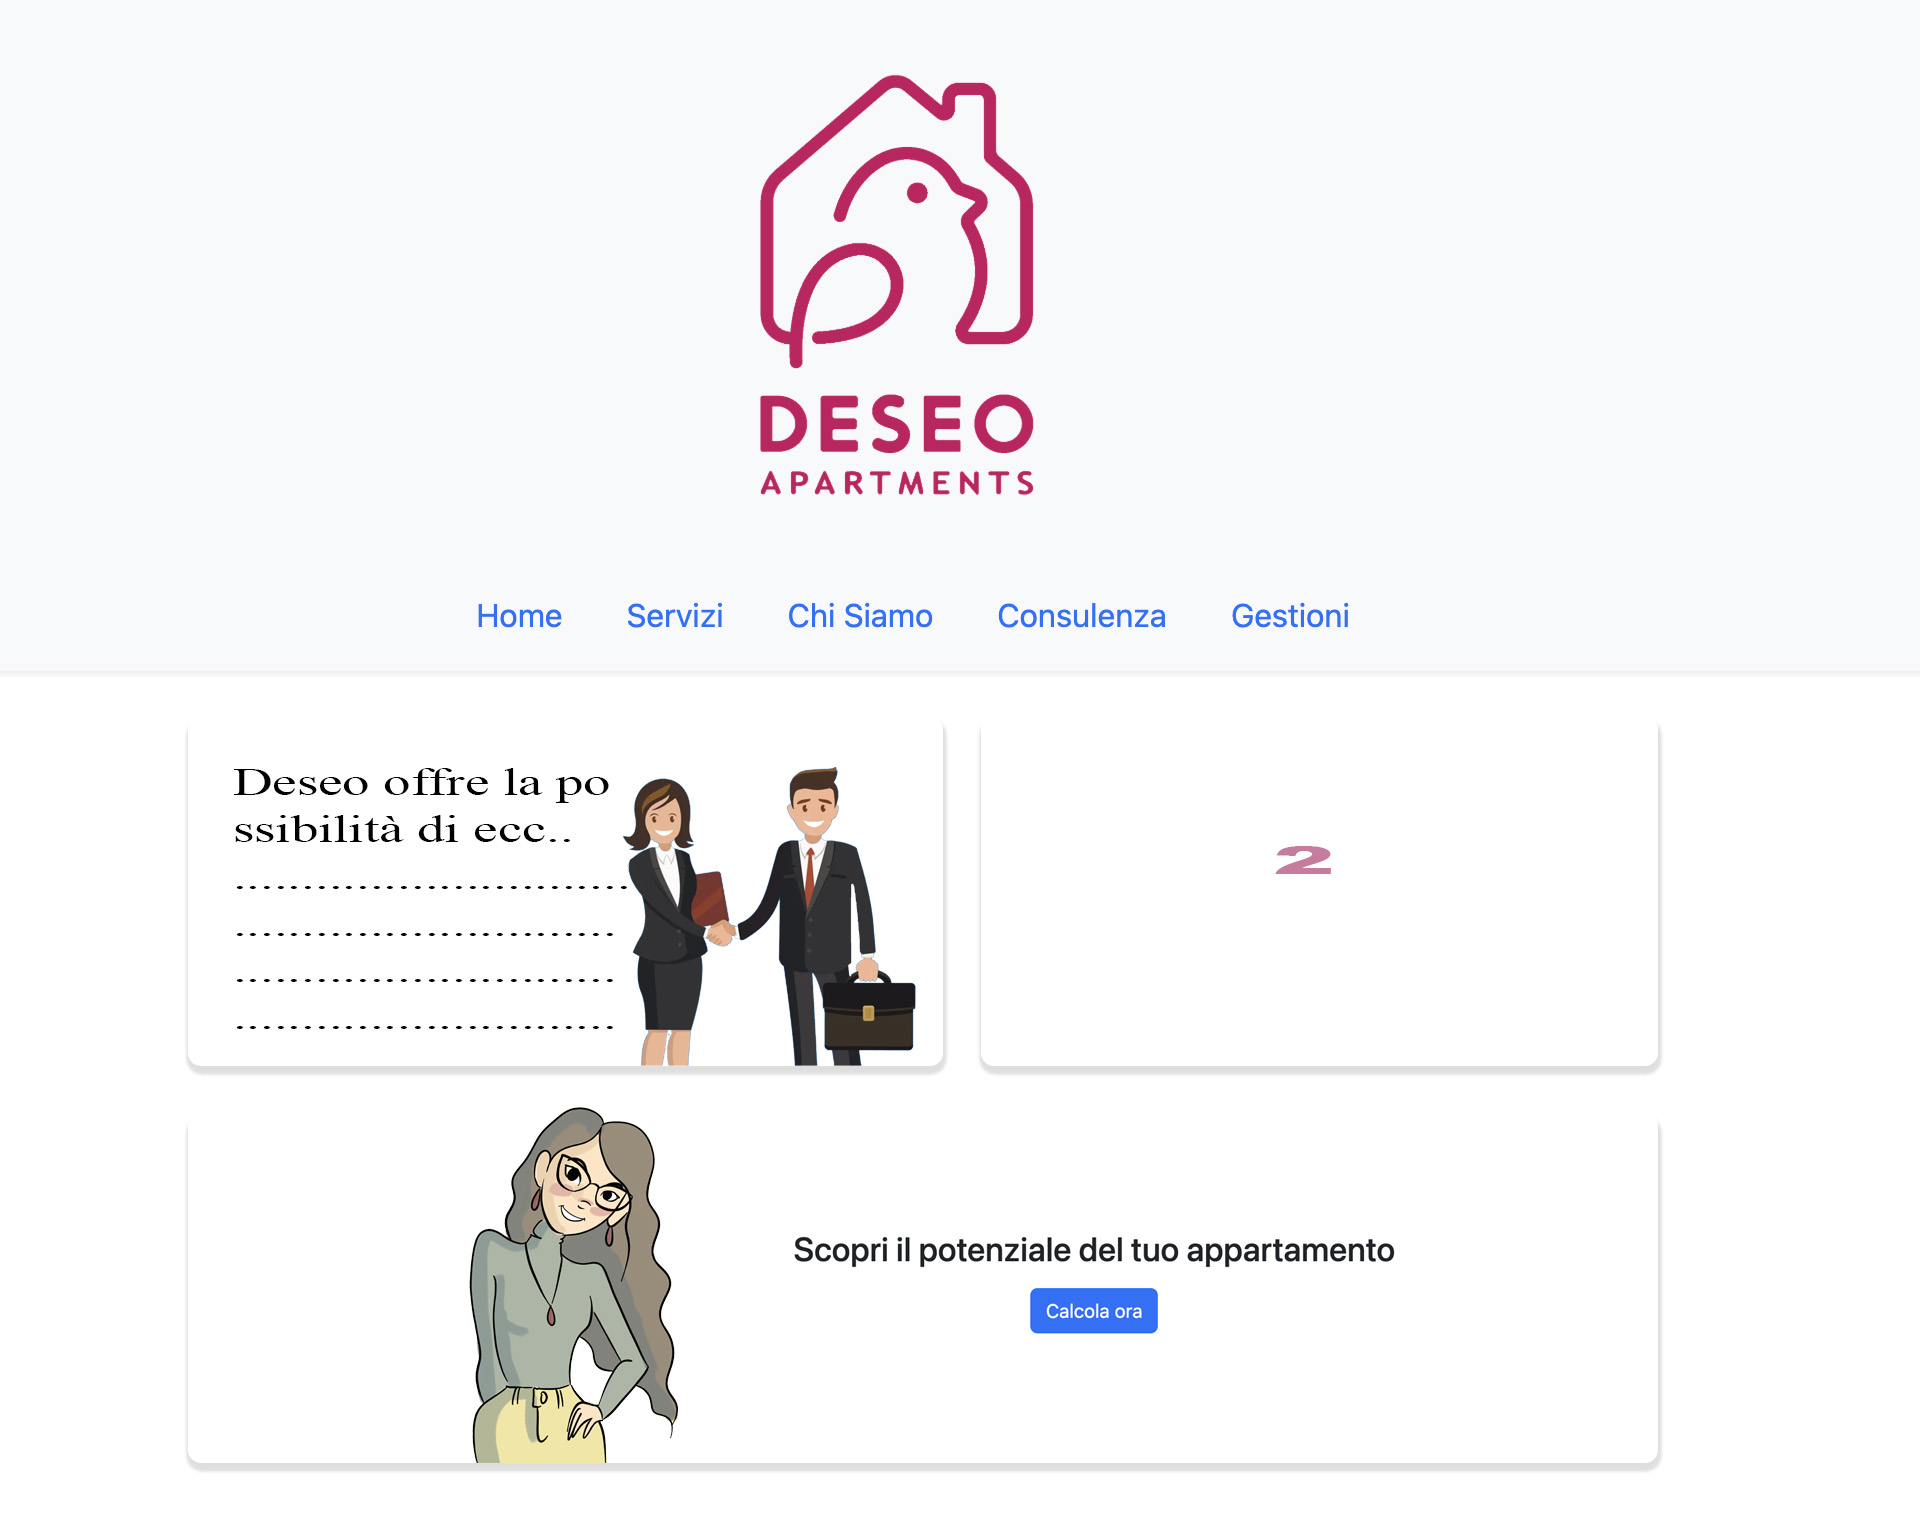 DESEO
APARTMENTS
Home Servizi Chi Siamo Consulenza Gestioni
Deseo offre la po
ssibilità di ecc..
.............................
............................
............................
............................
2
Scopri il potenziale del tuo appartamento
Calcola ora